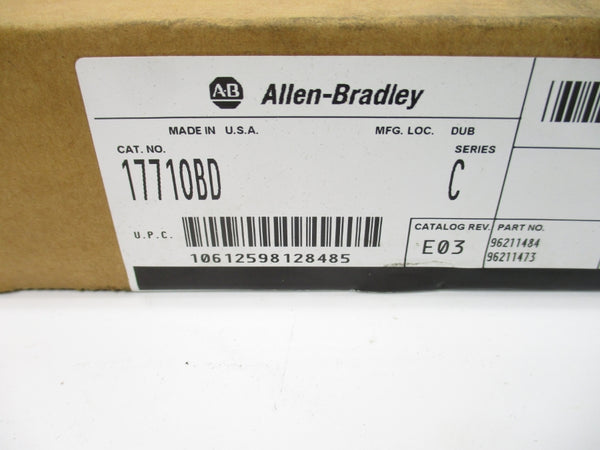 A-B Allen-Bradley
MADE IN U.S.A. MFG. LOC. DUB
CAT. NO. SERIES
1771OBD C
U.P.C.
10612598128485
CATALOG REV. PART NO.
E03 96211484
96211473